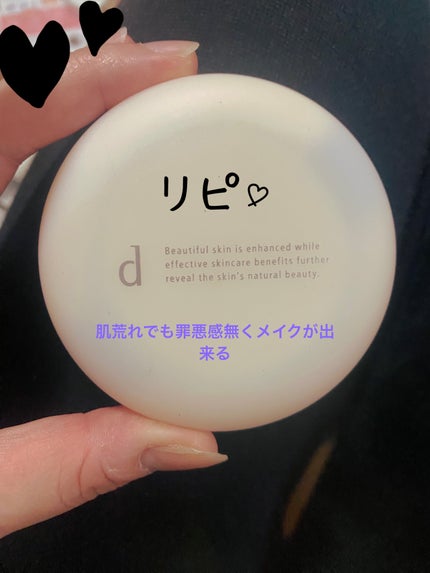 リピ♡
d
Beautiful skin is enhanced while
effective skincare benefits further
reveal the skin's natural beauty.
肌荒れでも罪悪感無くメイクが出
来る